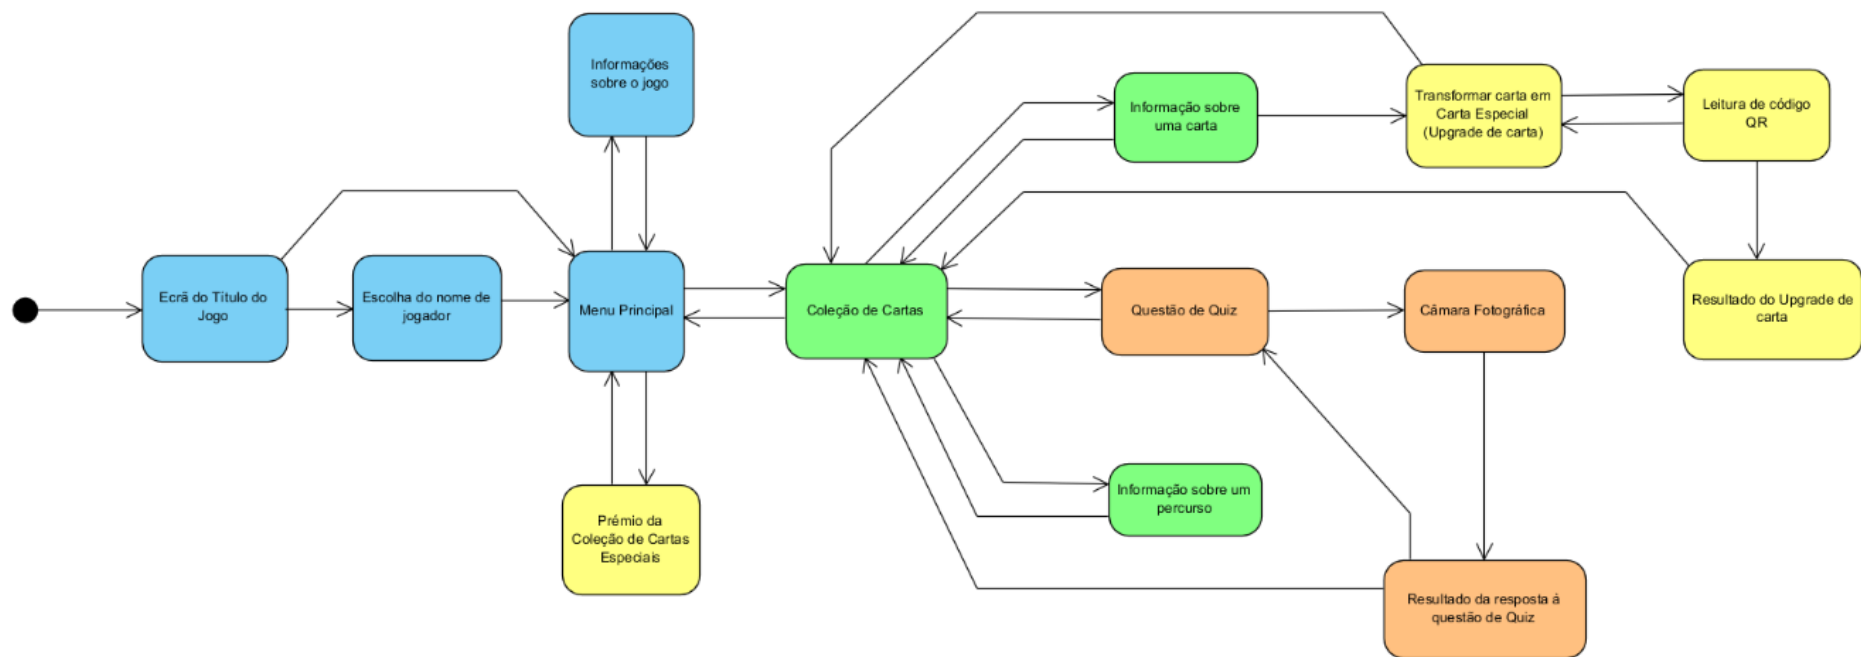 Informações
sobre o jogo
Informação sobre
uma carta
Transformar carta em
Carta Especial
(Upgrade de carta)
Leitura de código
QR
Ecrã do Título do
Jogo
Escolha do nome de
jogador
Menu Principal
Coleção de Cartas
Questão de Quiz
Câmara Fotográfica
Resultado do Upgrade de
carta
Prémio da
Coleção de Cartas
Especiais
Informação sobre um
percurso
Resultado da resposta á
questão de Quiz